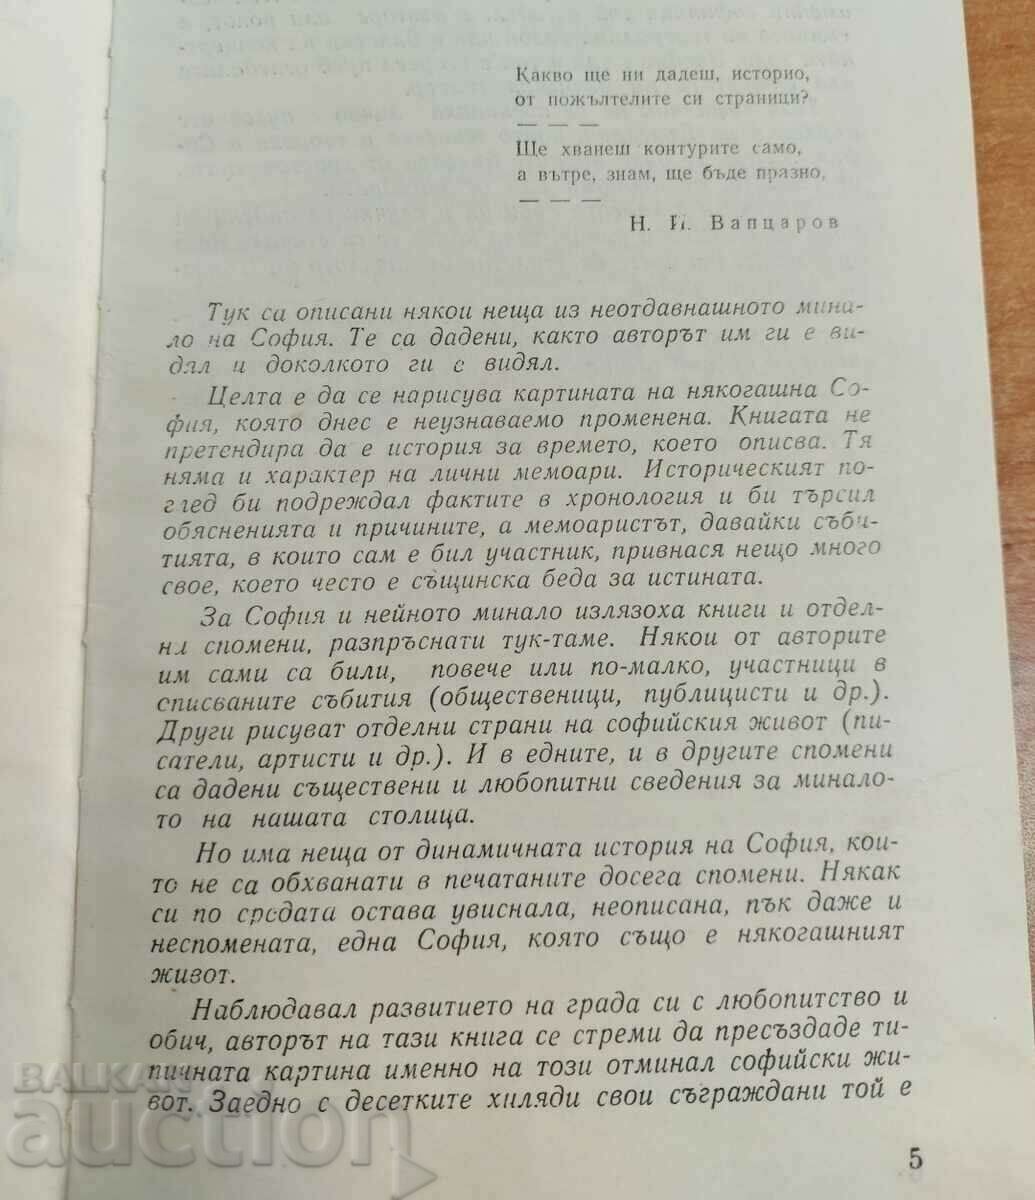 Какво ще ни дадеш, историо,
от пожълтелите си страници?
— — —
Ще хванеш контурите само,
а вътре, знам, ще бъде празно,
— — —
Н. Й. Вапцаров
Тук са описани някои неща из неотдавнашното мина-
ло на София. Те са дадени, както авторът им ги е ви-
дял и доколкото ги е видял.
Целта е да се нарисува картината на някогашна Со-
фия, която днес е неузнаваемо променена. Книгата не
претендира да е история за времето, което описва. Тя
няма и характер на лични мемоари. Историческият по-
глед би подреждал фактите в хронология и би търсил
обясненията и причините, а мемоаристът, давайки съби-
тията, в които сам е бил участник, привнася нещо много
свое, което често е същинска беда за истината.
За София и нейното минало излязоха книги и отдел-
ни спомени, разпръснати тук-таме. Някои от авторите
им сами са били, повече или по-малко, участници в
списваните събития (общественици, публицисти и др.).
Други рисуват отделни страни на софийския живот (пи-
сатели, артисти и др.). И в едните, и в другите спомени
са дадени съществени и любопитни сведения за минало-
то на нашата столица.
Но има неща от динамичната история на София, кои-
то не са обхванати в печатаните досега спомени. Някак
си по средата остава увиснала, неописана, пък даже и
неспомената, една София, която също е някогашният
живот.
Наблюдавал развитието на града си с любопитство и
обич, авторът на тази книга се стреми да пресъздаде ти-
пичната картина именно на този отминал софийски жи-
вот. Заедно с десетките хиляди свои съграждани той е
5
BALKAN
auction